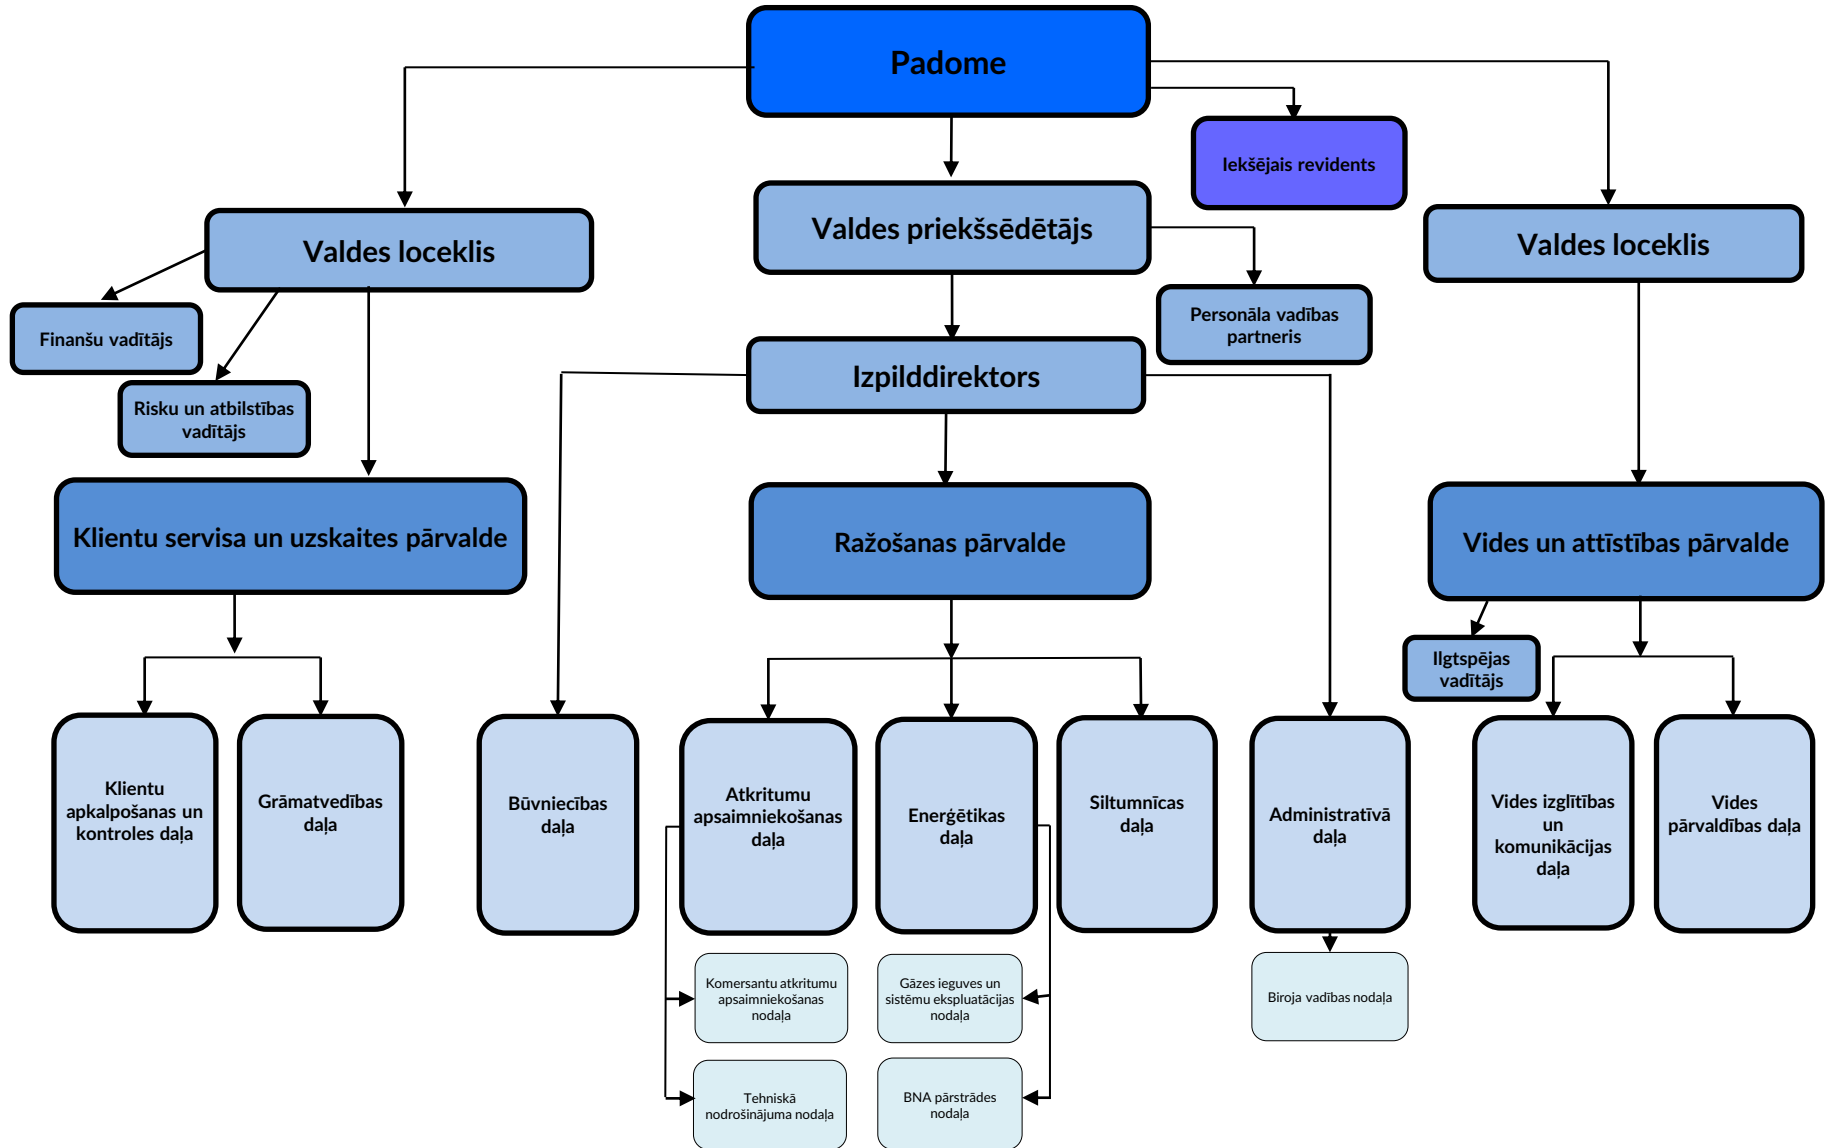 Padome
Iekšējais revidents
Valdes loceklis
Valdes priekšsēdētājs
Valdes loceklis
Finanšu vadītājs
Personāla vadības
partneris
Risku un atbilstības
vadītājs
Izpilddirektors
Klientu servisa un uzskaites pārvalde
Ražošanas pārvalde
Vides un attīstības pārvalde
Ilgtspējas
vadītājs
Klientu
apkalpošanas un
kontroles daļa
Grāmatvedības
daļa
Būvniecības
daļa
Atkritumu
apsaimniekošanas
daļa
Enerģētikas
daļa
Siltumnīcas
daļa
Administratīvā
daļa
Vides izglītības
un
komunikācijas
daļa
Vides
pārvaldības daļa
Komersantu atkritumu
apsaimniekošanas
nodaļa
Gāzes ieguves un
sistēmu ekspluatācijas
nodaļa
Biroja vadības nodaļa
Tehniskā
nodrošinājuma nodaļa
BNA pārstrādes
nodaļa